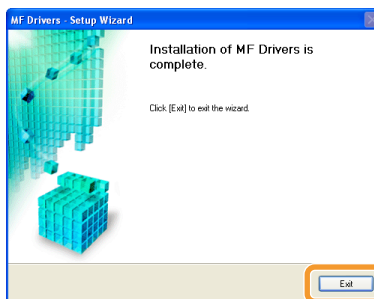 MF Drivers - Setup Wizard
Installation of MF Drivers is
complete.
Click [Exit] to exit the wizard.
Exit